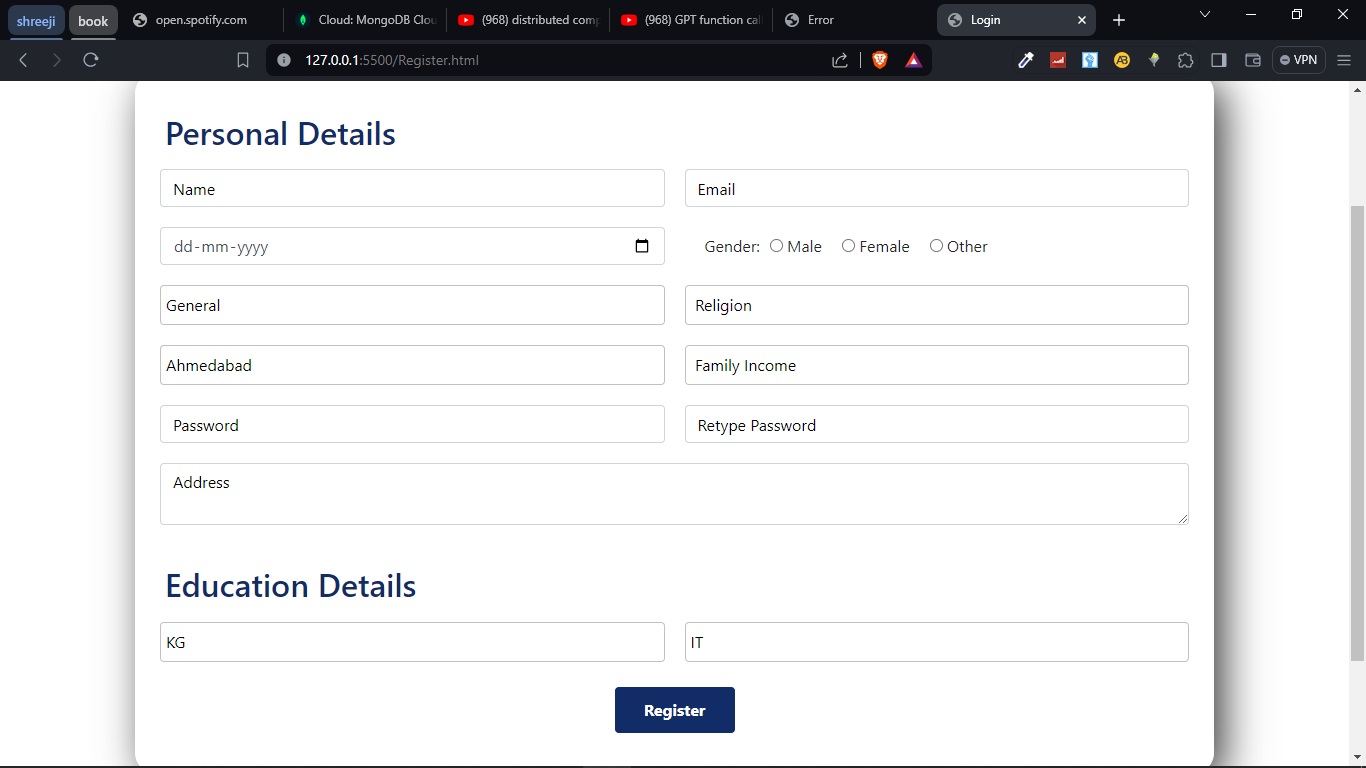 shreeji book open.spotify.com Cloud: MongoDB Clou (968) distributed comp (968) GPT function cal Error Login
127.0.0.1:5500/Register.html VPN
Personal Details
Name Email
dd-mm-yyyy Gender: Male Female Other
General Religion
Ahmedabad Family Income
Password Retype Password
Address
Education Details
KG IT
Register